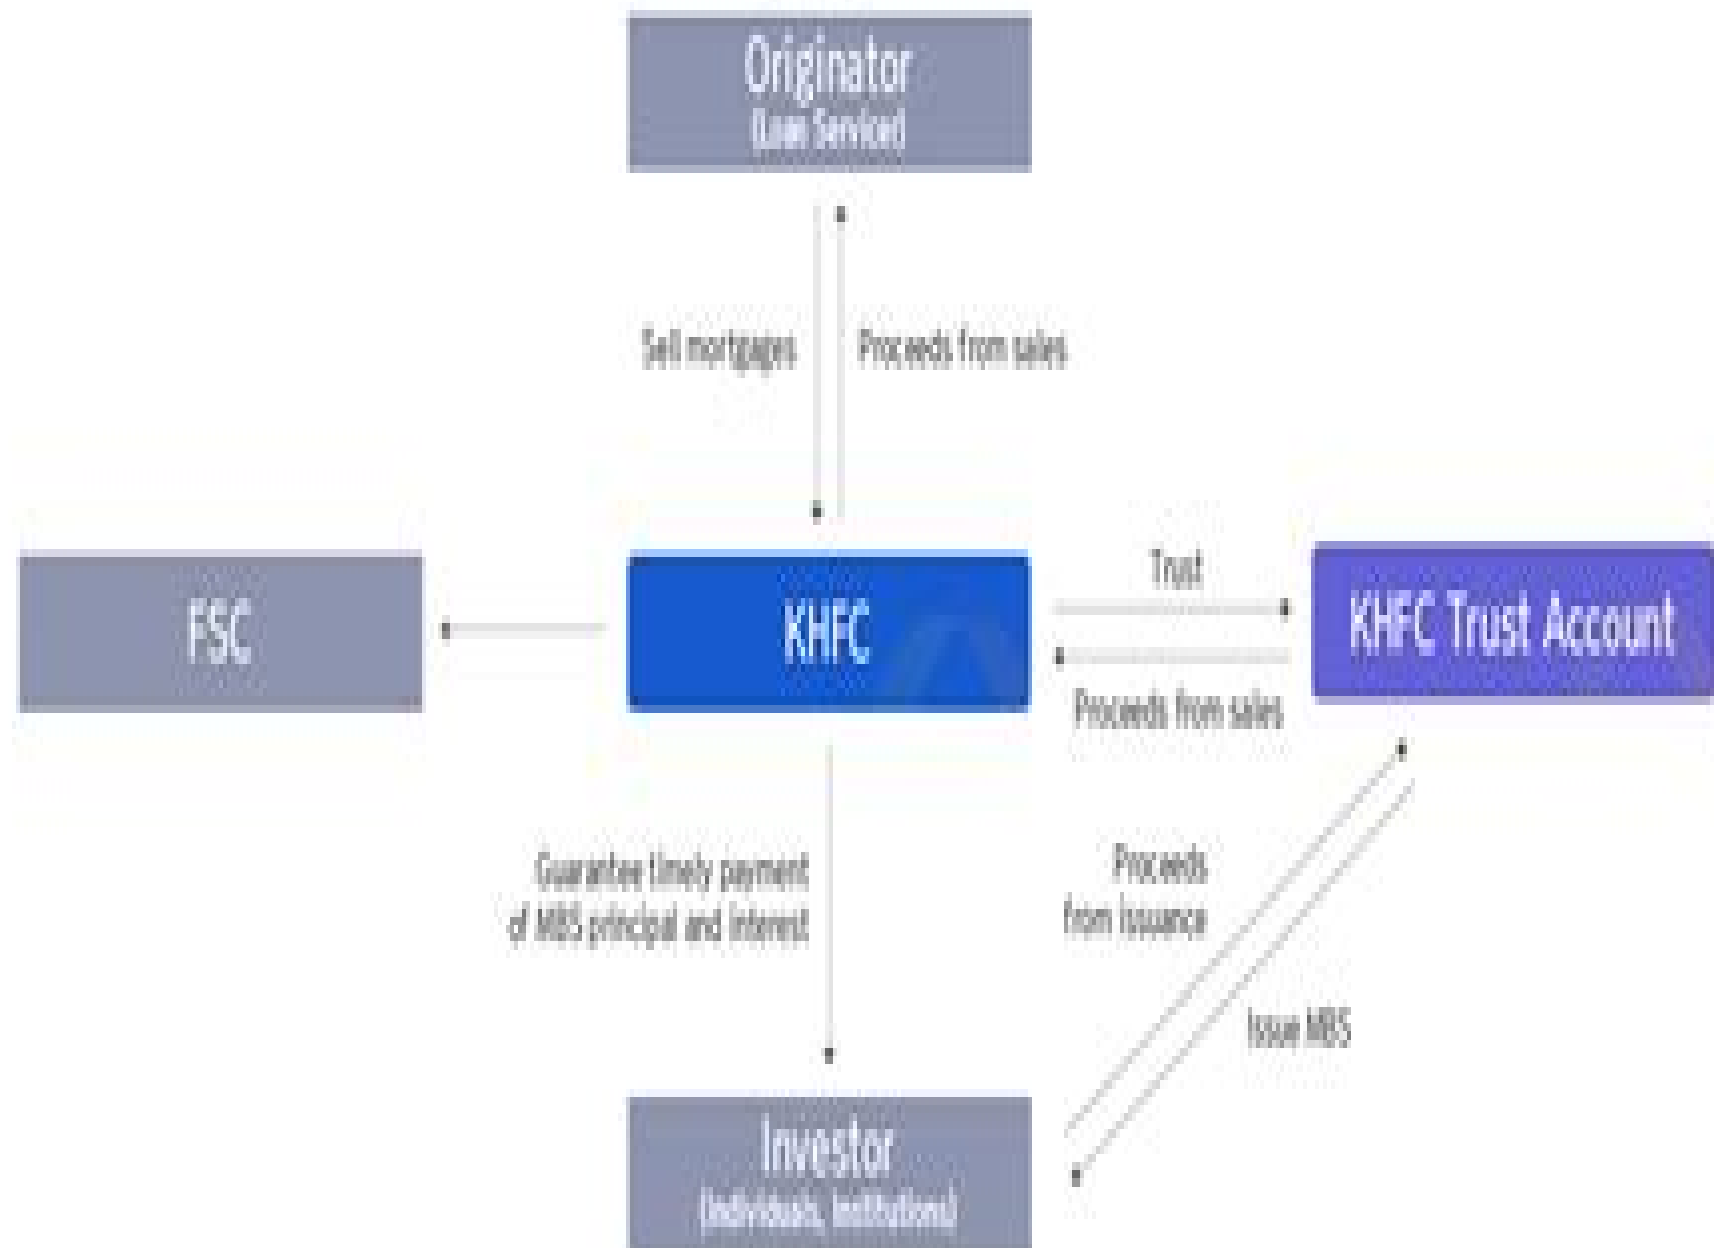 Originator
(Loan Servicer)
Sell mortgages
Proceeds from sales
FSC
KHFC
Trust
KHFC Trust Account
Proceeds from sales
Guarantee timely payment
of MBS principal and interest
Proceeds
from issuance
Issue MBS
Investor
(Individuals, Institutions)